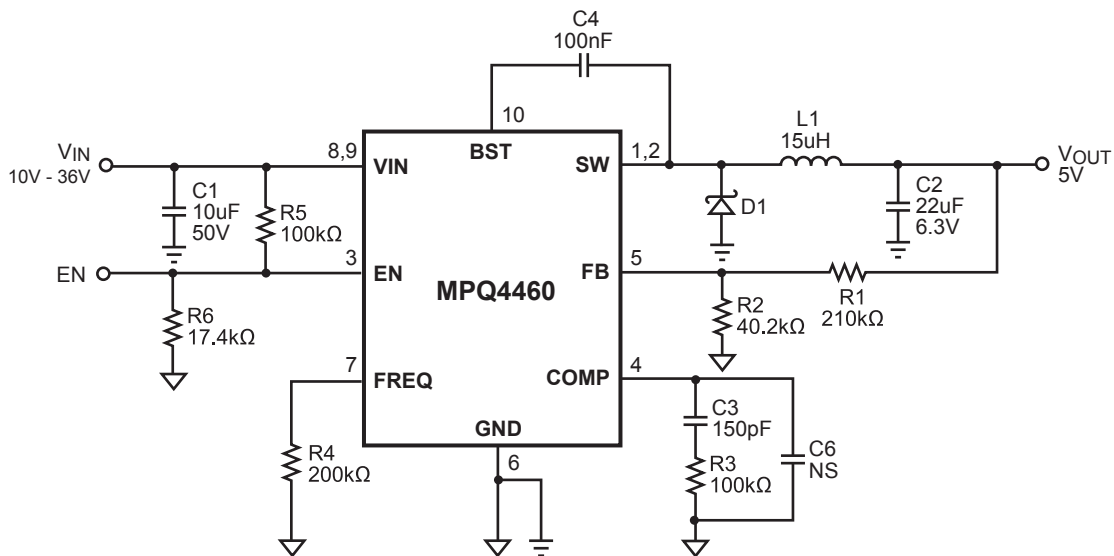 C4
100nF
10
L1
15uH
VIN
10V - 36V
8,9
VIN
BST
SW
1,2
VOUT
5V
C1
10uF
50V
R5
100kΩ
D1
C2
22uF
6.3V
EN
3
EN
MPQ4460
FB
5
R6
17.4kΩ
R2
40.2kΩ
R1
210kΩ
7
FREQ
COMP
4
GND
C3
150pF
R4
200kΩ
6
R3
100kΩ
C6
NS